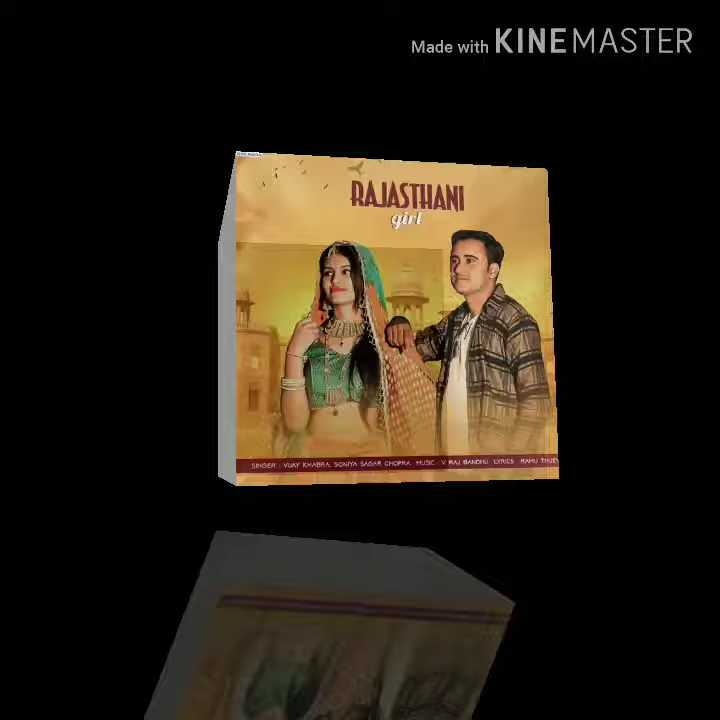 Made with KINEMASTER
RAJASTHANI
girl
SINGER : VIJAY KHABRA, SONIYA SAGAR CHOPRA MUSIC V RAJ BANDHU LYRICS RAMU